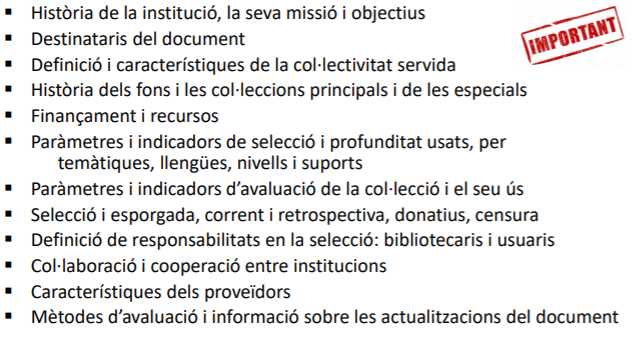 ▪ Història de la institució, la seva missió i objectius
IMPORTANT
▪ Destinataris del document
▪ Definició i característiques de la col·lectivitat servida
▪ Història dels fons i les col·leccions principals i de les especials
▪ Finançament i recursos
▪ Paràmetres i indicadors de selecció i profunditat usats, per
temàtiques, llengües, nivells i suports
▪ Paràmetres i indicadors d’avaluació de la col·lecció i el seu ús
▪ Selecció i esporgada, corrent i retrospectiva, donatius, censura
▪ Definició de responsabilitats en la selecció: bibliotecaris i usuaris
▪ Col·laboració i cooperació entre institucions
▪ Característiques dels proveïdors
▪ Mètodes d’avaluació i informació sobre les actualitzacions del document